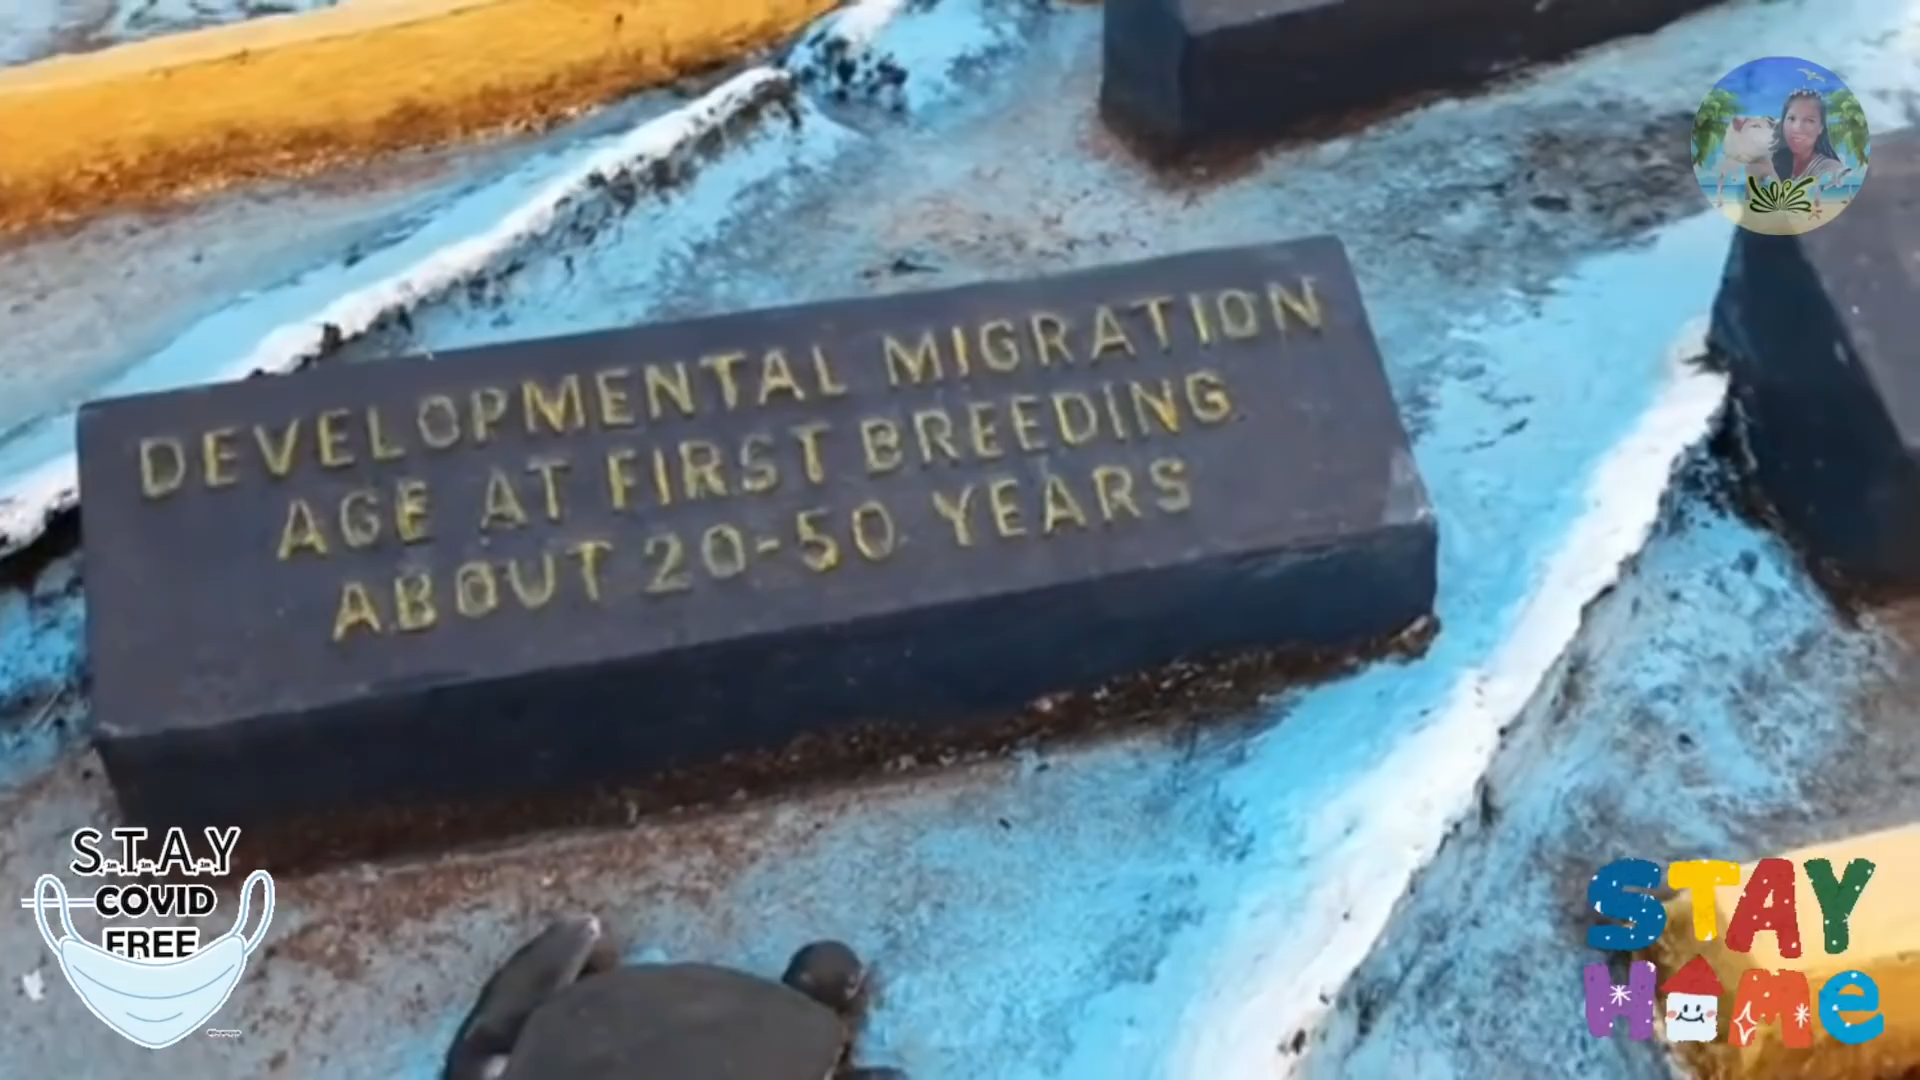 DEVELOPMENTAL MIGRATION
AGE AT FIRST BREEDING
ABOUT 20-50 YEARS
S.T.A.Y
COVID
FREE
STAY
HOME